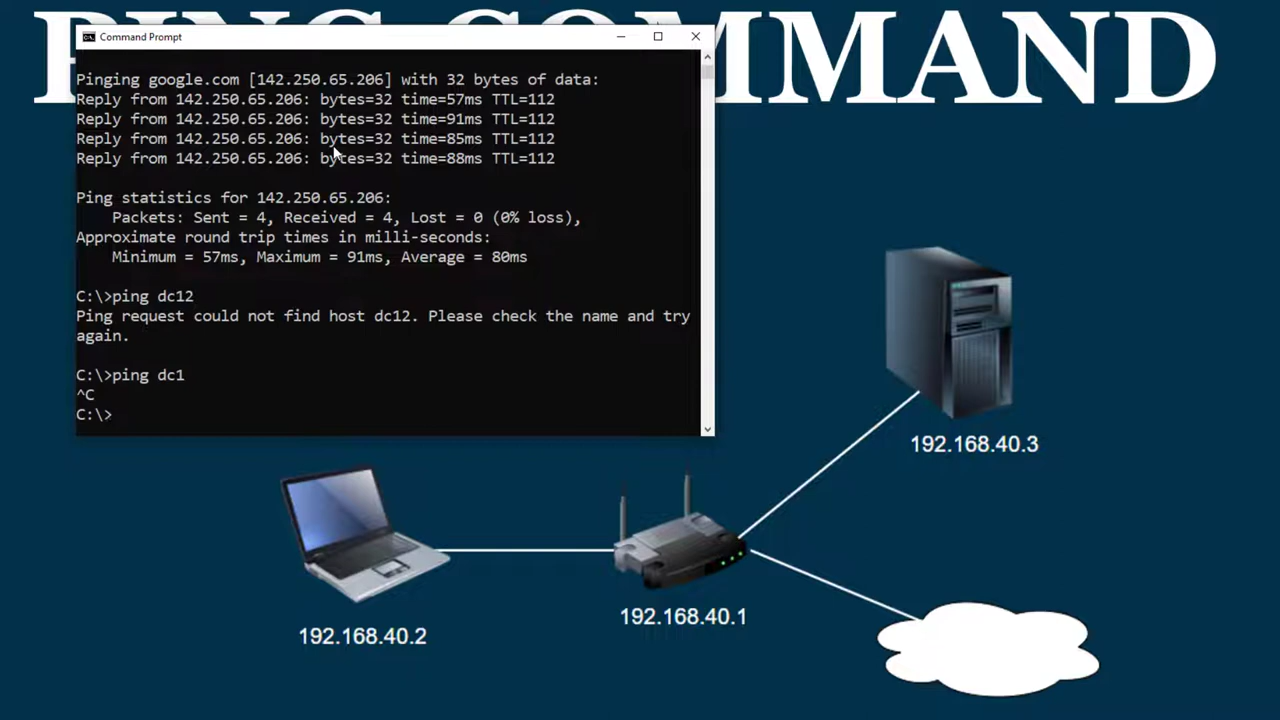 PING COMMAND
Command Prompt
Pinging google.com [142.250.65.206] with 32 bytes of data:
Reply from 142.250.65.206: bytes=32 time=57ms TTL=112
Reply from 142.250.65.206: bytes=32 time=91ms TTL=112
Reply from 142.250.65.206: bytes=32 time=85ms TTL=112
Reply from 142.250.65.206: bytes=32 time=88ms TTL=112
Ping statistics for 142.250.65.206:
Packets: Sent = 4, Received = 4, Lost = 0 (0% loss),
Approximate round trip times in milli-seconds:
Minimum = 57ms, Maximum = 91ms, Average = 80ms
C:\>ping dc12
Ping request could not find host dc12. Please check the name and try
again.
C:\>ping dc1
^C
C:\>
192.168.40.3
192.168.40.1
192.168.40.2